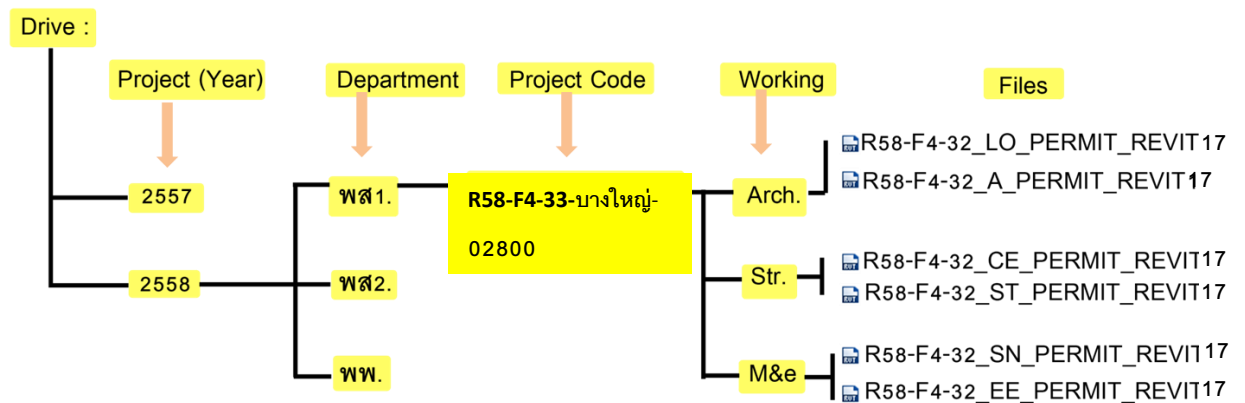 Drive :
Project (Year)
Department
Project Code
Working
Files
2557
2558
พส1.
พส2.
พพ.
R58-F4-33-บางใหญ่-
02800
Arch.
Str.
M&e
R58-F4-32_LO_PERMIT_REVIT17
R58-F4-32_A_PERMIT_REVIT17
R58-F4-32_CE_PERMIT_REVIT17
R58-F4-32_ST_PERMIT_REVIT17
R58-F4-32_SN_PERMIT_REVIT17
R58-F4-32_EE_PERMIT_REVIT17